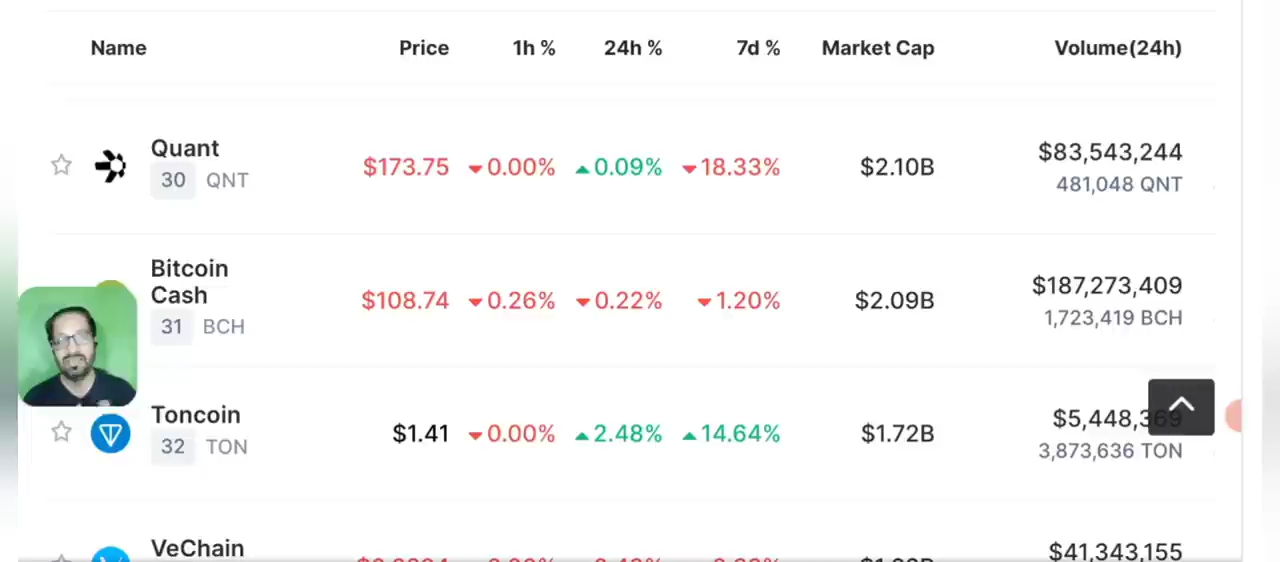 Name Price 1h % 24h % 7d % Market Cap Volume(24h)
Quant $173.75 0.00% 0.09% 18.33% $2.10B $83,543,244
30 QNT 481,048 QNT
Bitcoin
Cash
$108.74 0.26% 0.22% 1.20% $2.09B $187,273,409
31 BCH 1,723,419 BCH
Toncoin $1.41 0.00% 2.48% 14.64% $1.72B $5,448,369
32 TON 3,873,636 TON
VeChain $41,343,155